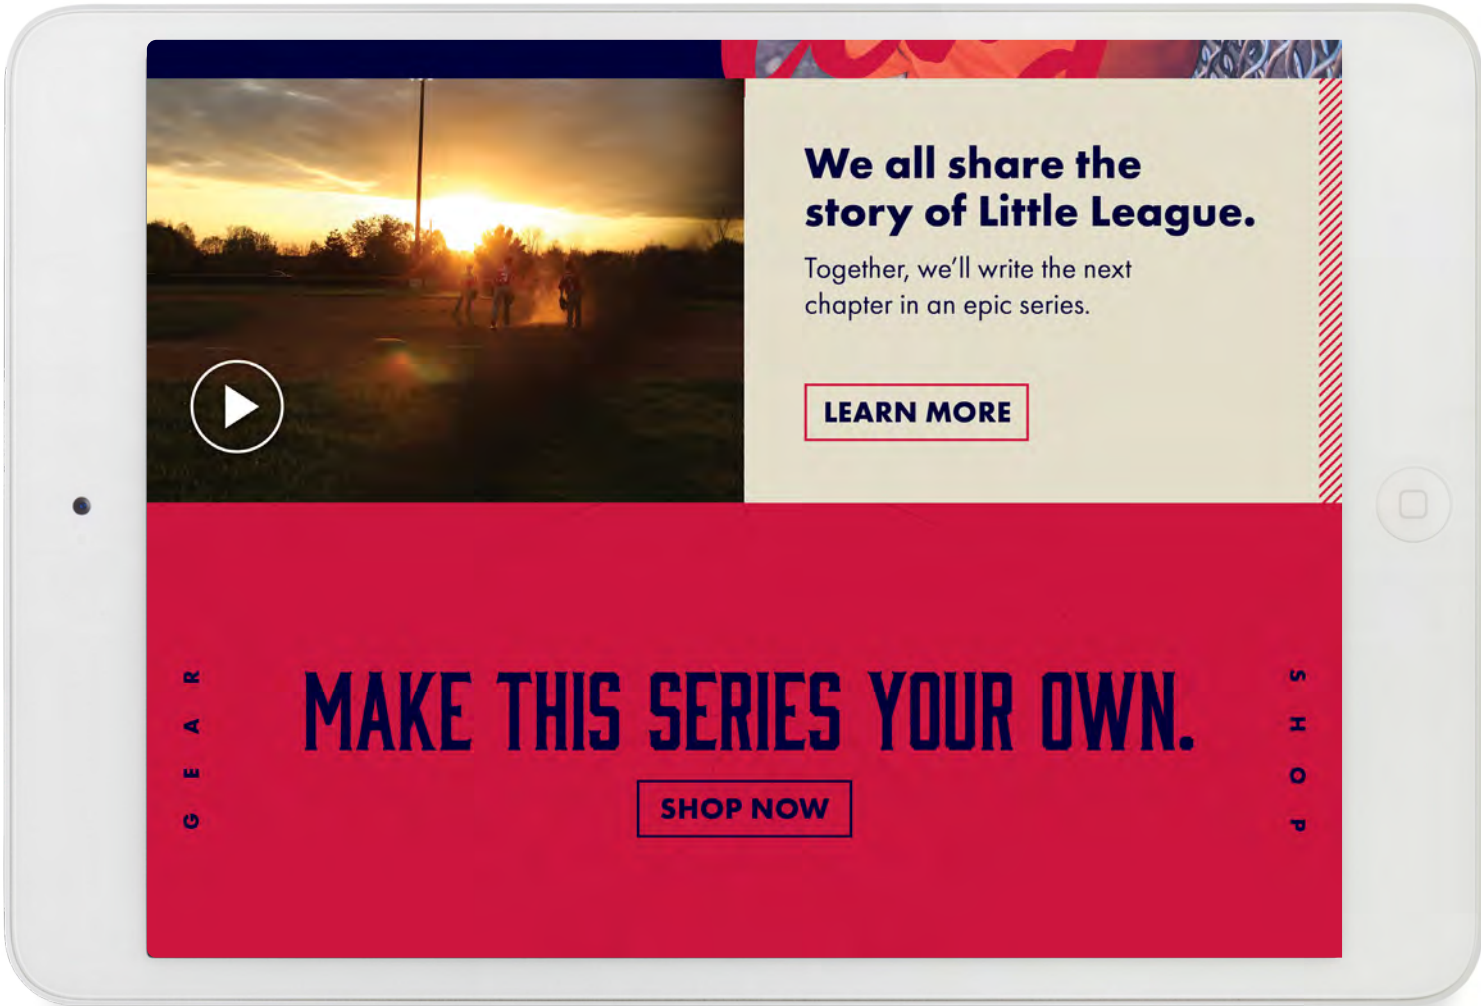 We all share the
story of Little League.
Together, we'll write the next
chapter in an epic series.
LEARN MORE
GEAR
MAKE THIS SERIES YOUR OWN.
SHOP
SHOP NOW